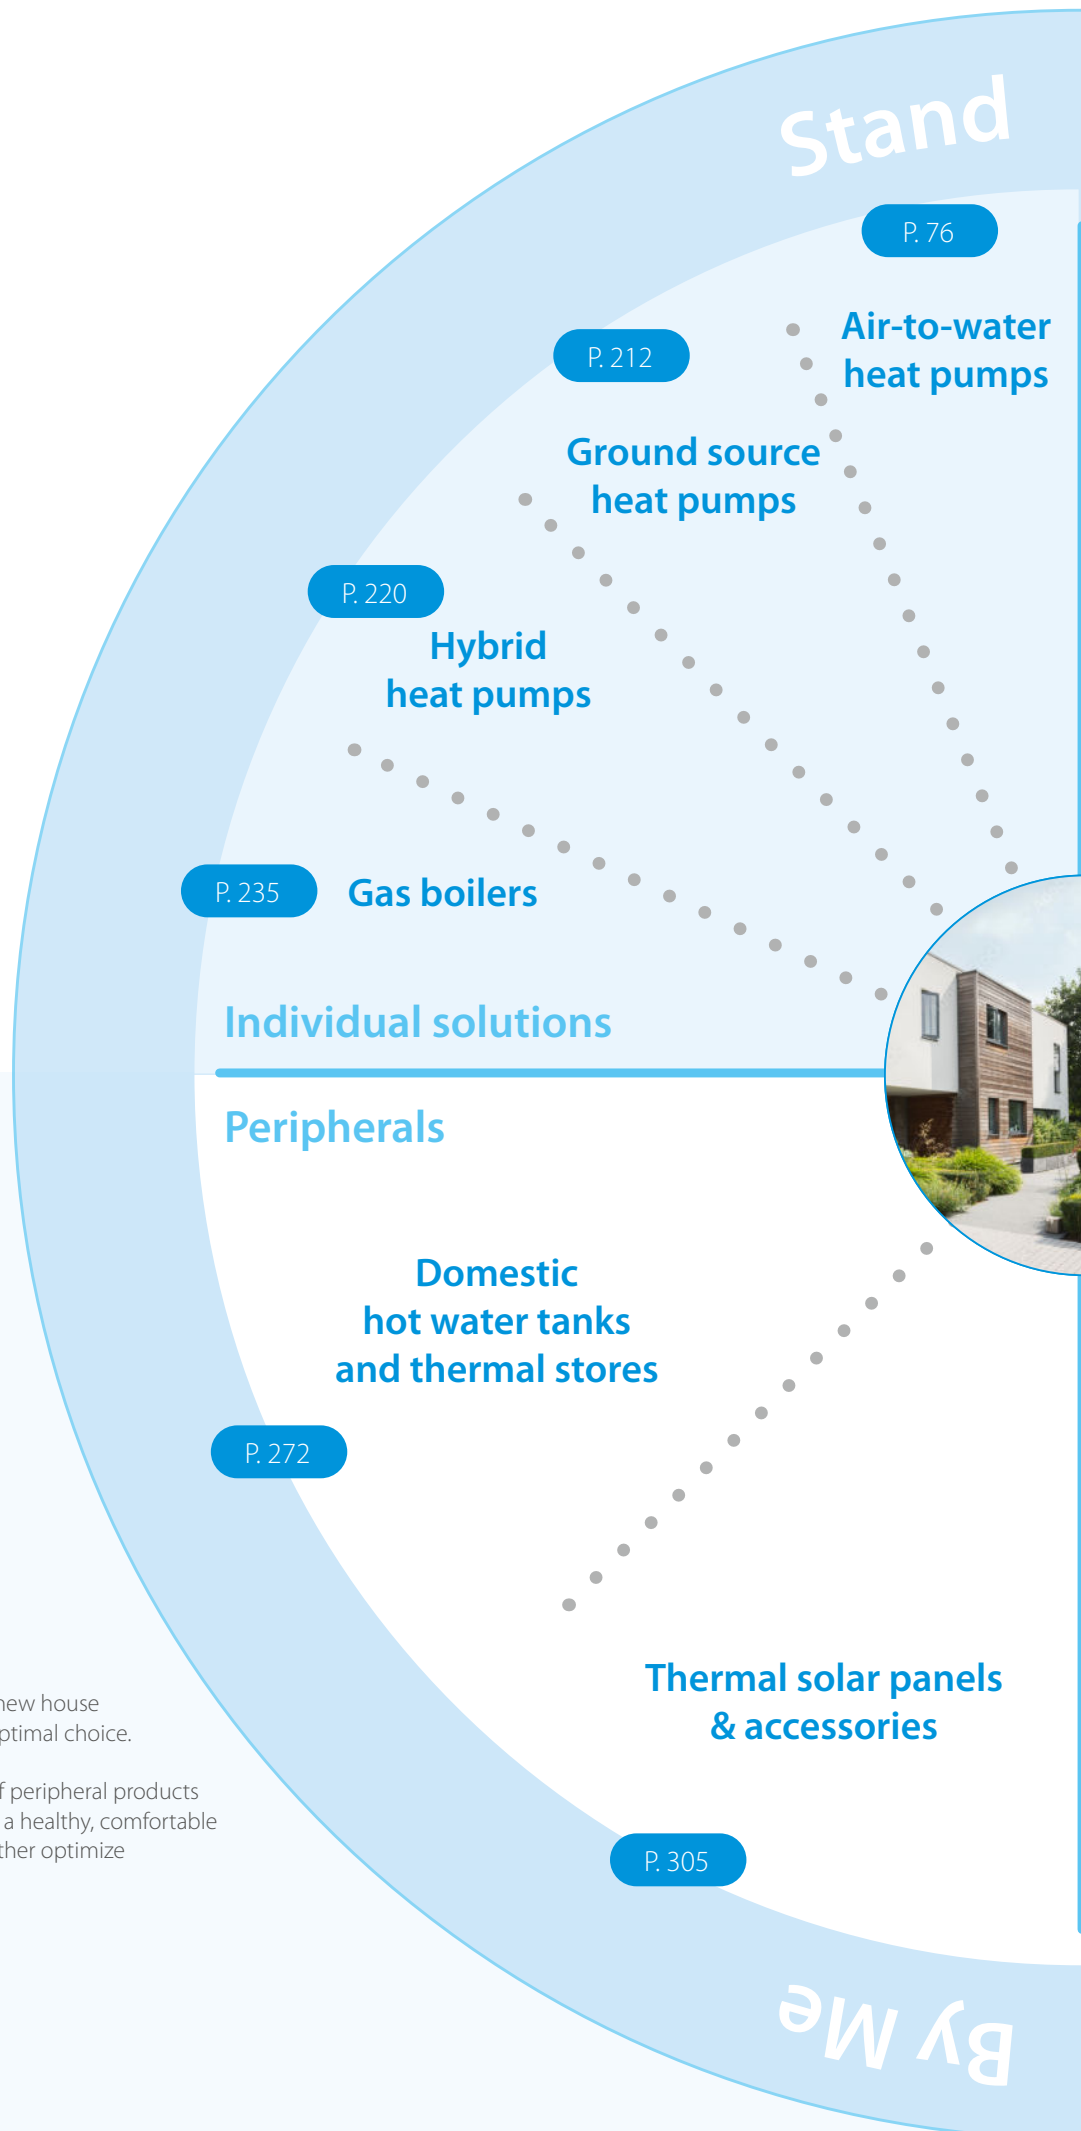 Stand
P. 76
Air-to-water
heat pumps
P. 212
Ground source
heat pumps
P. 220
Hybrid
heat pumps
P. 235
Gas boilers
Individual solutions
Peripherals
Domestic
hot water tanks
and thermal stores
P. 272
Thermal solar panels
& accessories
P. 305
new house
choice.
peripheral products
a healthy, comfortable
optimize
By Me